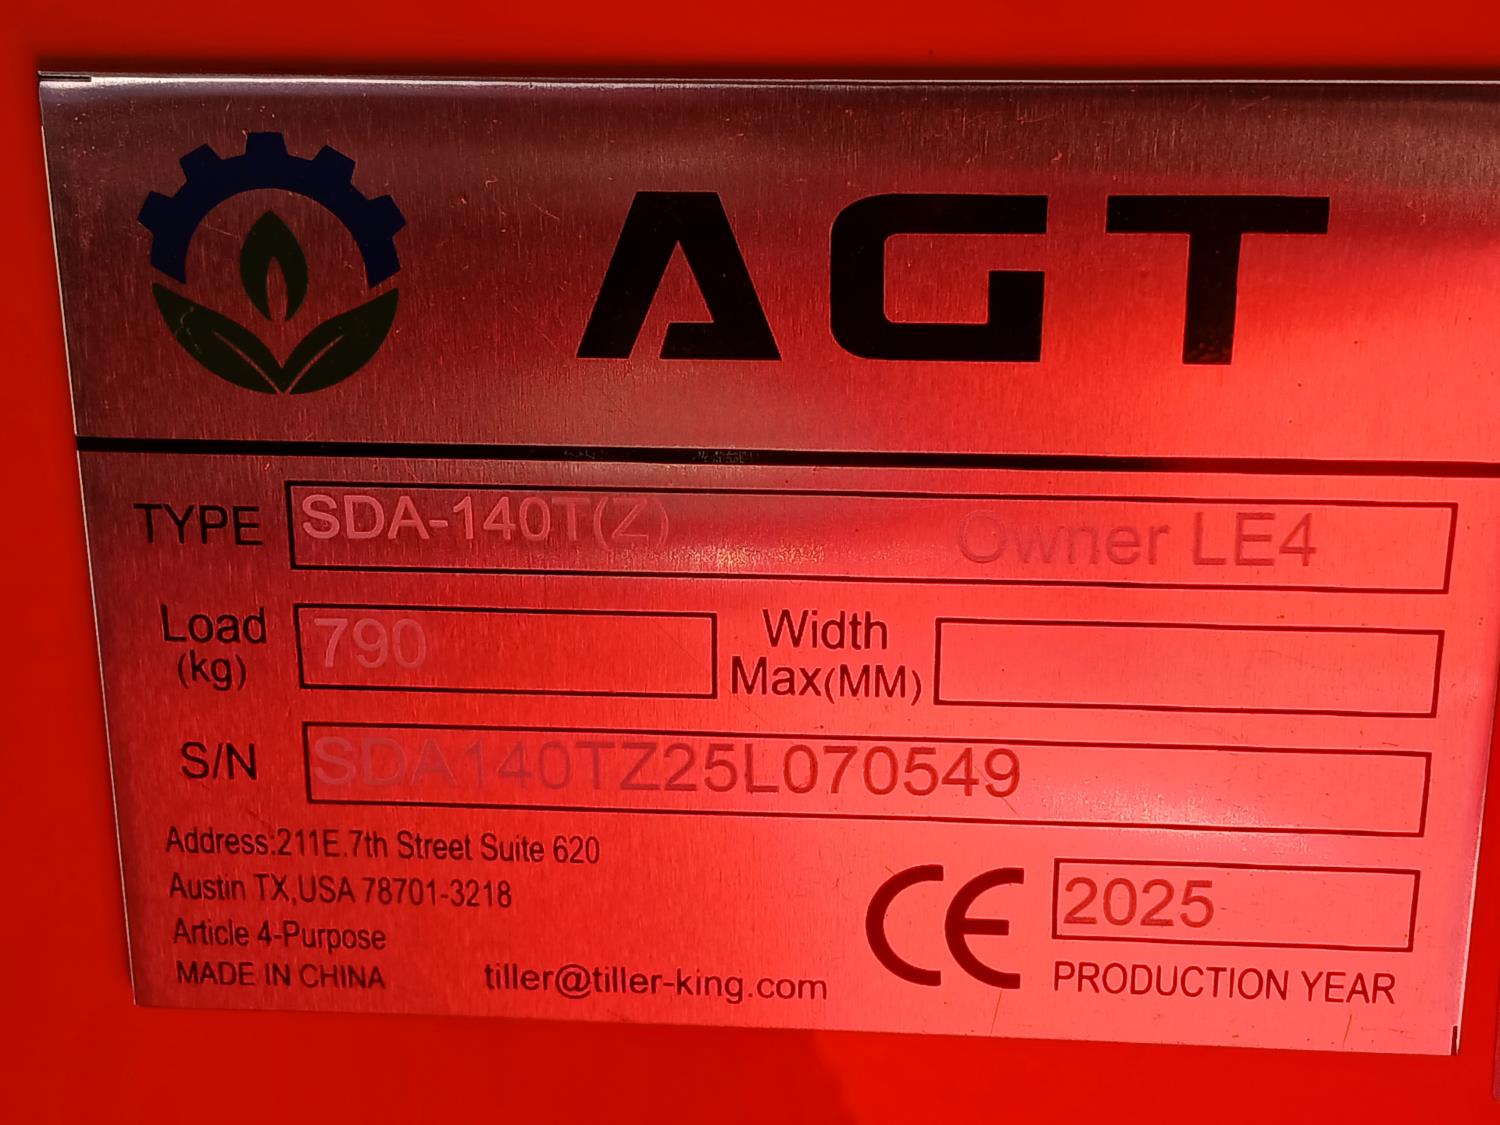 AGT
TYPE SDA-140T(Z) Owner LE4
Load (kg) 790 Width Max(MM)
S/N SDA140TZ25L070549
Address:211E.7th Street Suite 620
Austin TX,USA 78701-3218
Article 4-Purpose
MADE IN CHINA tiller@tiller-king.com
CE 2025
PRODUCTION YEAR